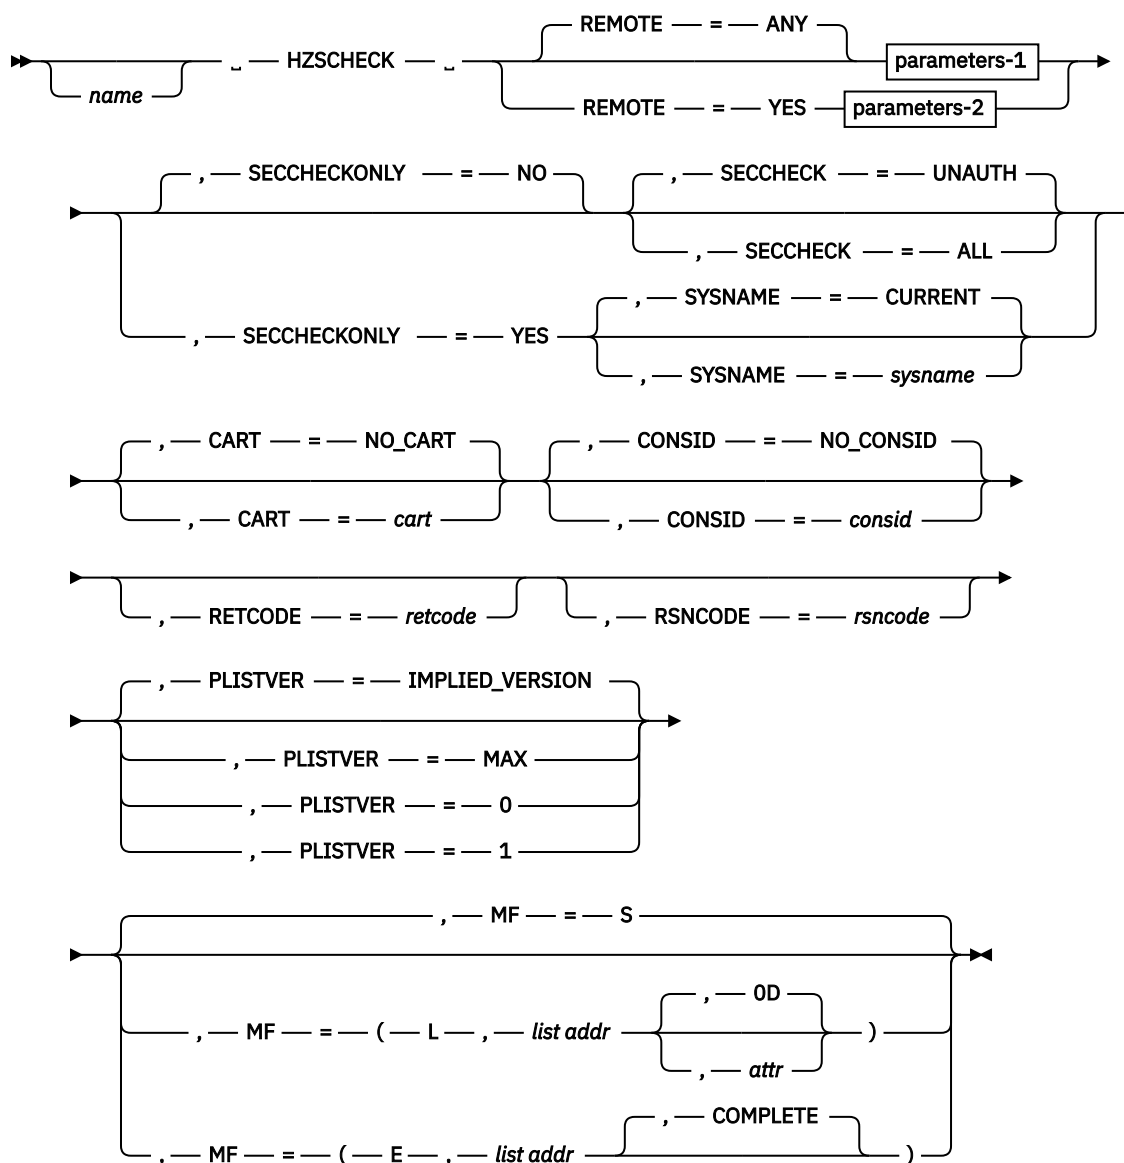 REMOTE = ANY
␣ HZSCHECK ␣ parameters-1
name
REMOTE = YES parameters-2
, SECCHECKONLY = NO , SECCHECK = UNAUTH
, SECCHECK = ALL
, SYSNAME = CURRENT
, SECCHECKONLY = YES
, SYSNAME = sysname
, CART = NO_CART , CONSID = NO_CONSID
, CART = cart , CONSID = consid
, RETCODE = retcode , RSNCODE = rsncode
, PLISTVER = IMPLIED_VERSION
, PLISTVER = MAX
, PLISTVER = 0
, PLISTVER = 1
, MF = S
, 0D
, MF = ( L , list addr )
, attr
, COMPLETE
, MF = ( E , list addr )